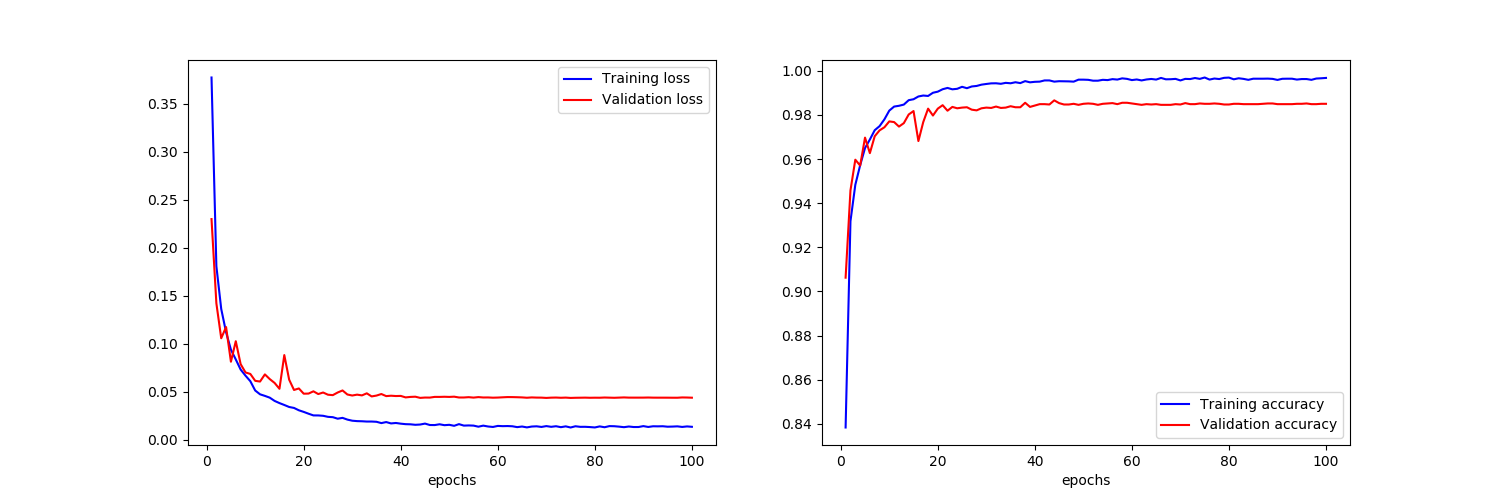 Training loss
Validation loss
0.35
0.30
0.25
0.20
0.15
0.10
0.05
0.00
0 20 40 60 80 100
epochs
1.00
0.98
0.96
0.94
0.92
0.90
0.88
0.86
0.84
Training accuracy
Validation accuracy
0 20 40 60 80 100
epochs